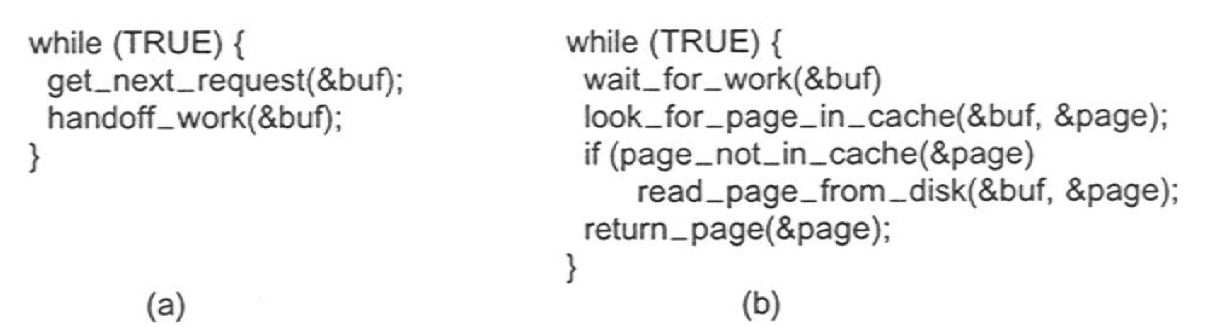 while (TRUE) {
get_next_request(&buf);
handoff_work(&buf);
}
(a)
while (TRUE) {
wait_for_work(&buf)
look_for_page_in_cache(&buf, &page);
if (page_not_in_cache(&page)
read_page_from_disk(&buf, &page);
return_page(&page);
}
(b)